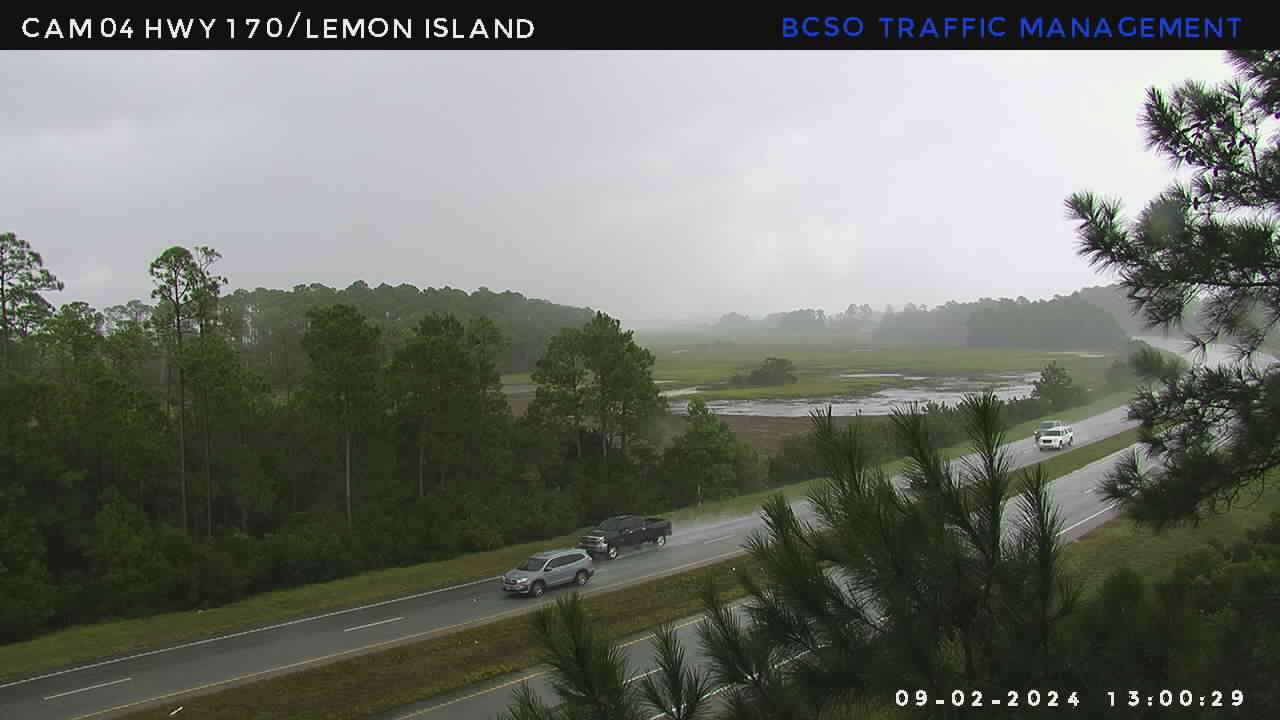 CAM04 HWY 170/LEMON ISLAND
BCSO TRAFFIC MANAGEMENT
09-02-2024 13:00:29